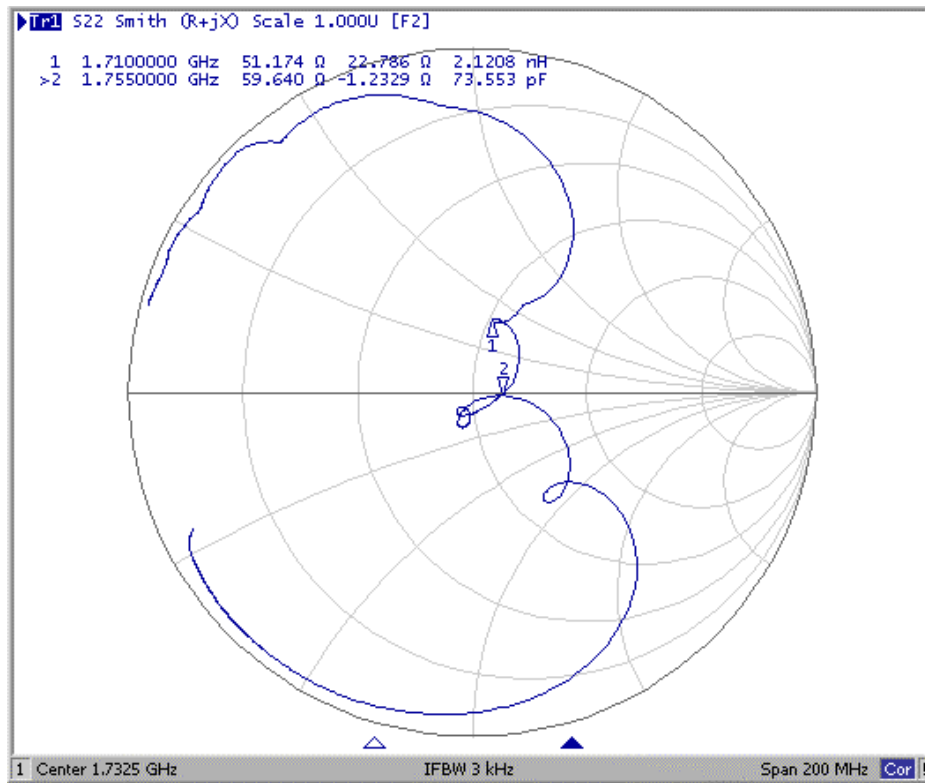 Tr1 S22 Smith (R+jX) Scale 1.000U [F2]
1 1.7100000 GHz 51.174 Ω 22.786 Ω 2.1208 nH
>2 1.7550000 GHz 59.640 Ω -1.2329 Ω 73.553 pF
1
2
1 Center 1.7325 GHz IFBW 3 kHz Span 200 MHz Cor